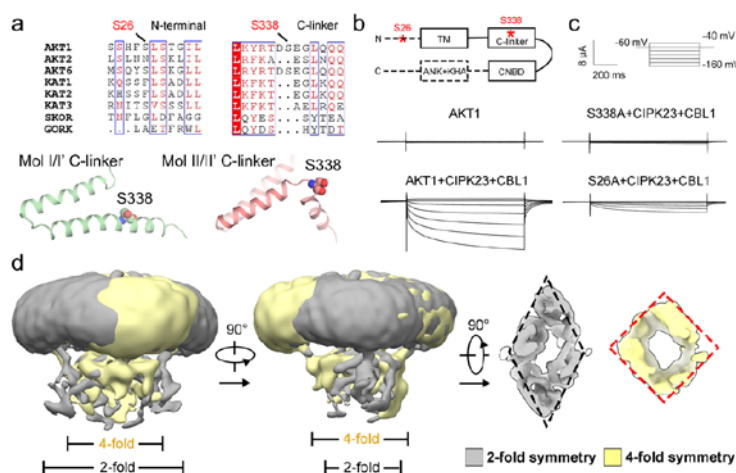 a
S26 N-terminal
S338 C-linker
AKT1
AKT2
AKT6
KAT1
KAT2
KAT3
SKOR
GORK
Mol I/I' C-linker
S338
Mol II/II' C-linker
S338
b
S26
S338
N
TM
C-linker
C
ANK+KHA
CNBD
c
-60 mV
-40 mV
-160 mV
8 µA
200 ms
AKT1
S338A+CIPK23+CBL1
AKT1+CIPK23+CBL1
S26A+CIPK23+CBL1
d
90°
90°
4-fold
2-fold
4-fold
2-fold
2-fold symmetry
4-fold symmetry